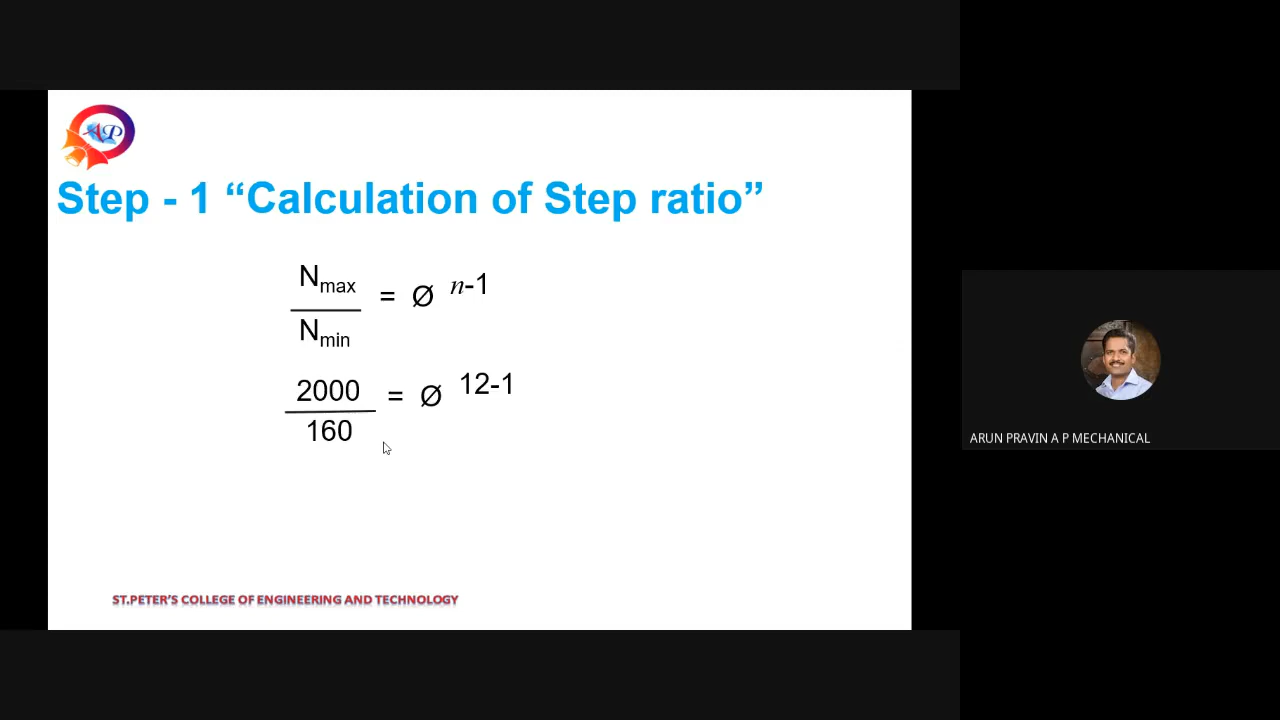 AP
Step - 1 “Calculation of Step ratio”
Nmax
= Ø n-1
Nmin
2000
= Ø 12-1
160
ST.PETER’S COLLEGE OF ENGINEERING AND TECHNOLOGY
ARUN PRAVIN A P MECHANICAL